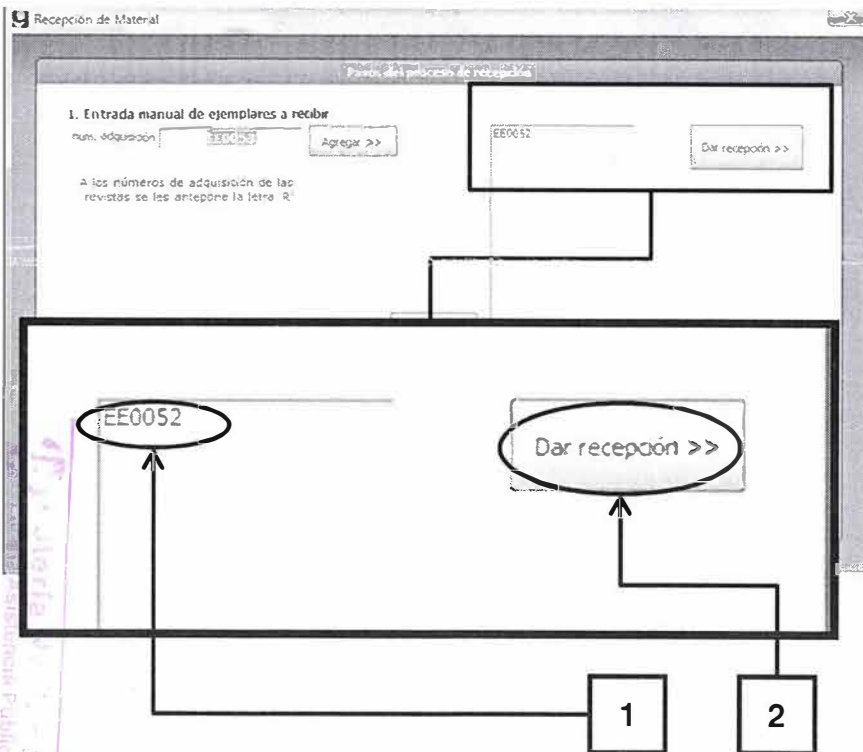 Recepción de Material
Pasos del proceso de recepción
1. Entrada manual de ejemplares a recibir
num. adquisición
EE0052
Agregar >>
EE0052
Dar recepción >>
A los números de adquisición de las
revistas se les antepone la letra 'R'
EE0052
Dar recepción >>
1
2